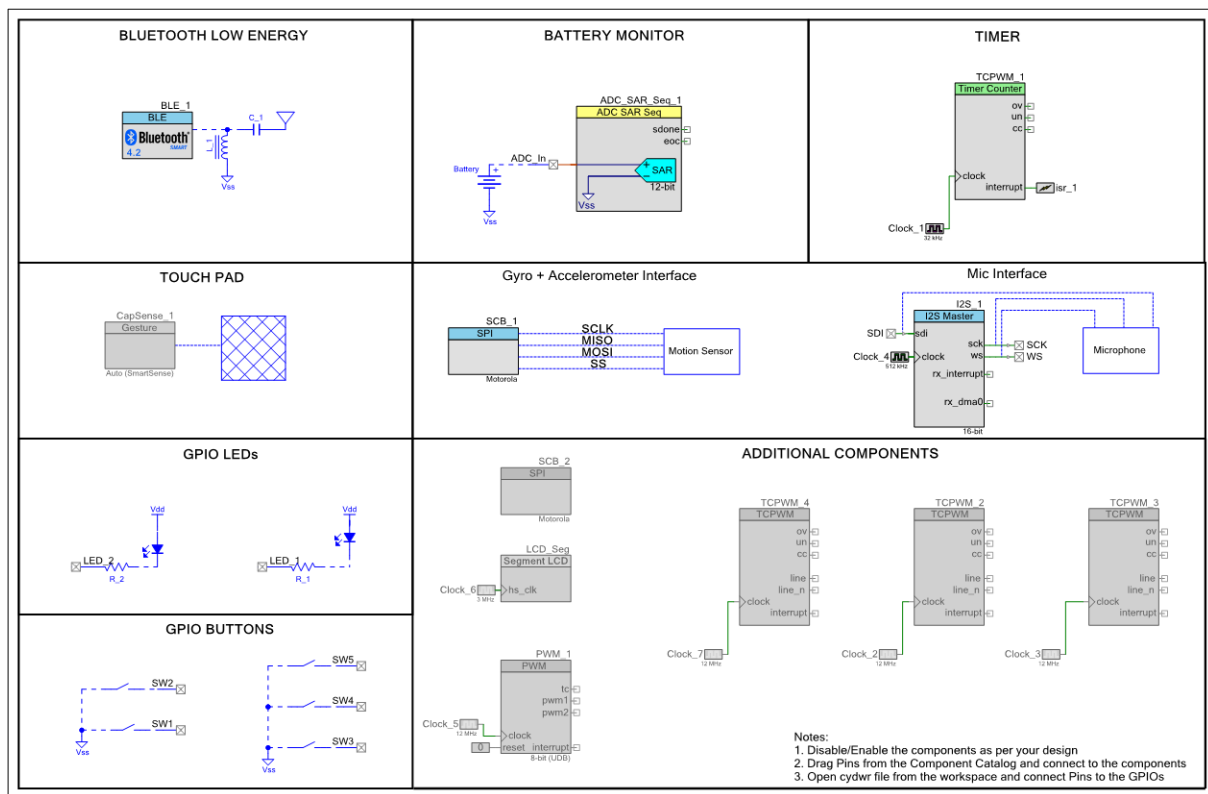 BLUETOOTH LOW ENERGY
BLE_1
BLE
Bluetooth®
SMART
4.2
C_1
L_1
Vss
BATTERY MONITOR
ADC_SAR_Seq_1
ADC SAR Seq
sdone
eoc
ADC_In
Battery
+
+
−
SAR
12-bit
Vss
Vss
TIMER
TCPWM_1
Timer Counter
ov
un
cc
clock
interrupt
isr_1
Clock_1
32 kHz
TOUCH PAD
CapSense_1
Gesture
Auto (SmartSense)
Gyro + Accelerometer Interface
SCB_1
SPI
SCLK
MISO
MOSI
SS
Motorola
Motion Sensor
Mic Interface
I2S_1
I2S Master
SDI
sdi
sck
SCK
Clock_4
512 kHz
clock
ws
WS
rx_interrupt
rx_dma0
16-bit
Microphone
GPIO LEDs
Vdd
LED_2
R_2
Vdd
LED_1
R_1
GPIO BUTTONS
SW5
SW2
SW4
SW1
SW3
Vss
Vss
ADDITIONAL COMPONENTS
SCB_2
SPI
Motorola
LCD_Seg
Segment LCD
Clock_6
3 MHz
hs_clk
PWM_1
PWM
tc
pwm1
pwm2
Clock_5
12 MHz
clock
0
reset
interrupt
8-bit (UDB)
TCPWM_4
TCPWM
ov
un
cc
line
line_n
clock
interrupt
Clock_7
12 MHz
TCPWM_2
TCPWM
ov
un
cc
line
line_n
clock
interrupt
Clock_2
12 MHz
TCPWM_3
TCPWM
ov
un
cc
line
line_n
clock
interrupt
Clock_3
12 MHz
Notes:
1. Disable/Enable the components as per your design
2. Drag Pins from the Component Catalog and connect to the components
3. Open cydwr file from the workspace and connect Pins to the GPIOs